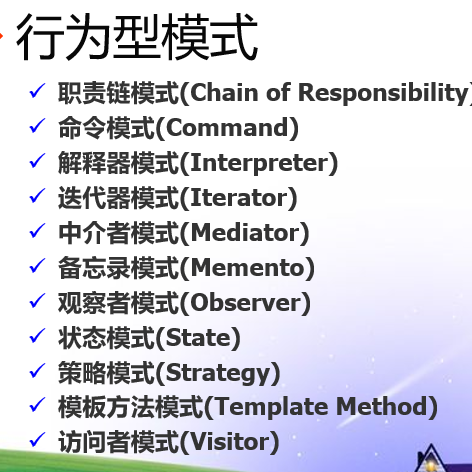 行为型模式
职责链模式(Chain of Responsibility)
命令模式(Command)
解释器模式(Interpreter)
迭代器模式(Iterator)
中介者模式(Mediator)
备忘录模式(Memento)
观察者模式(Observer)
状态模式(State)
策略模式(Strategy)
模板方法模式(Template Method)
访问者模式(Visitor)